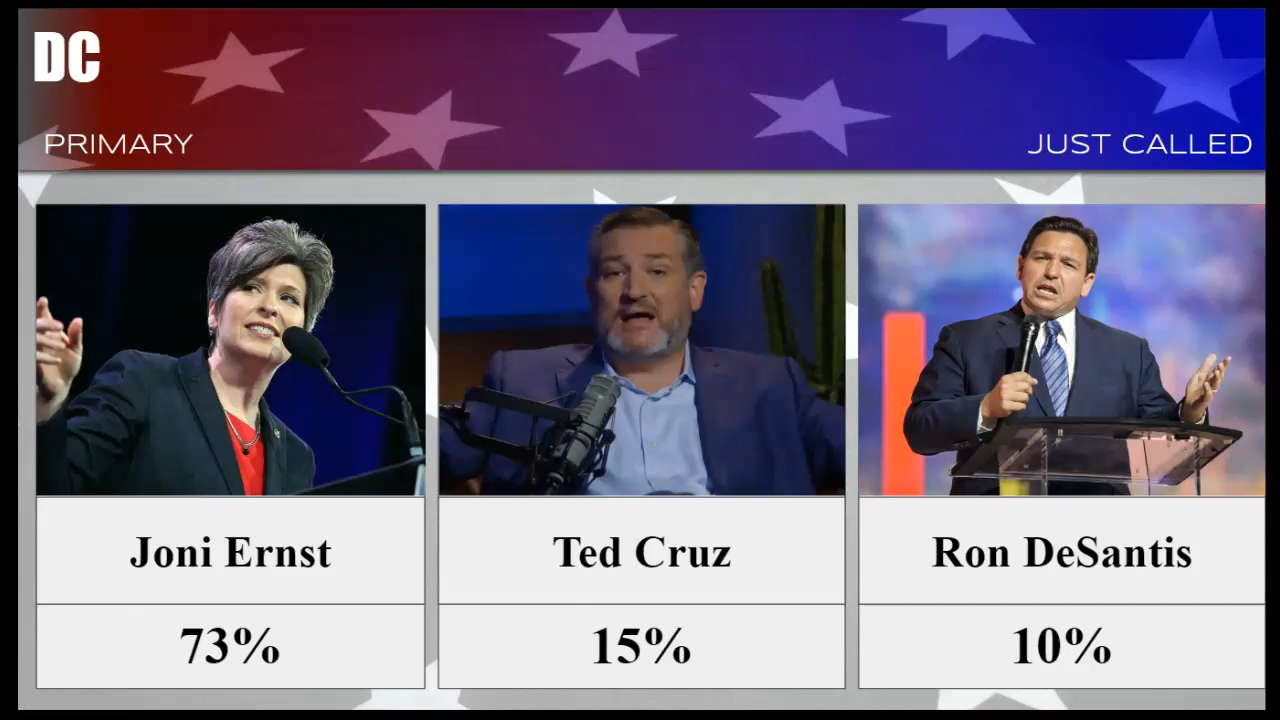 DC
PRIMARY
JUST CALLED
Joni Ernst
Ted Cruz
Ron DeSantis
73%
15%
10%